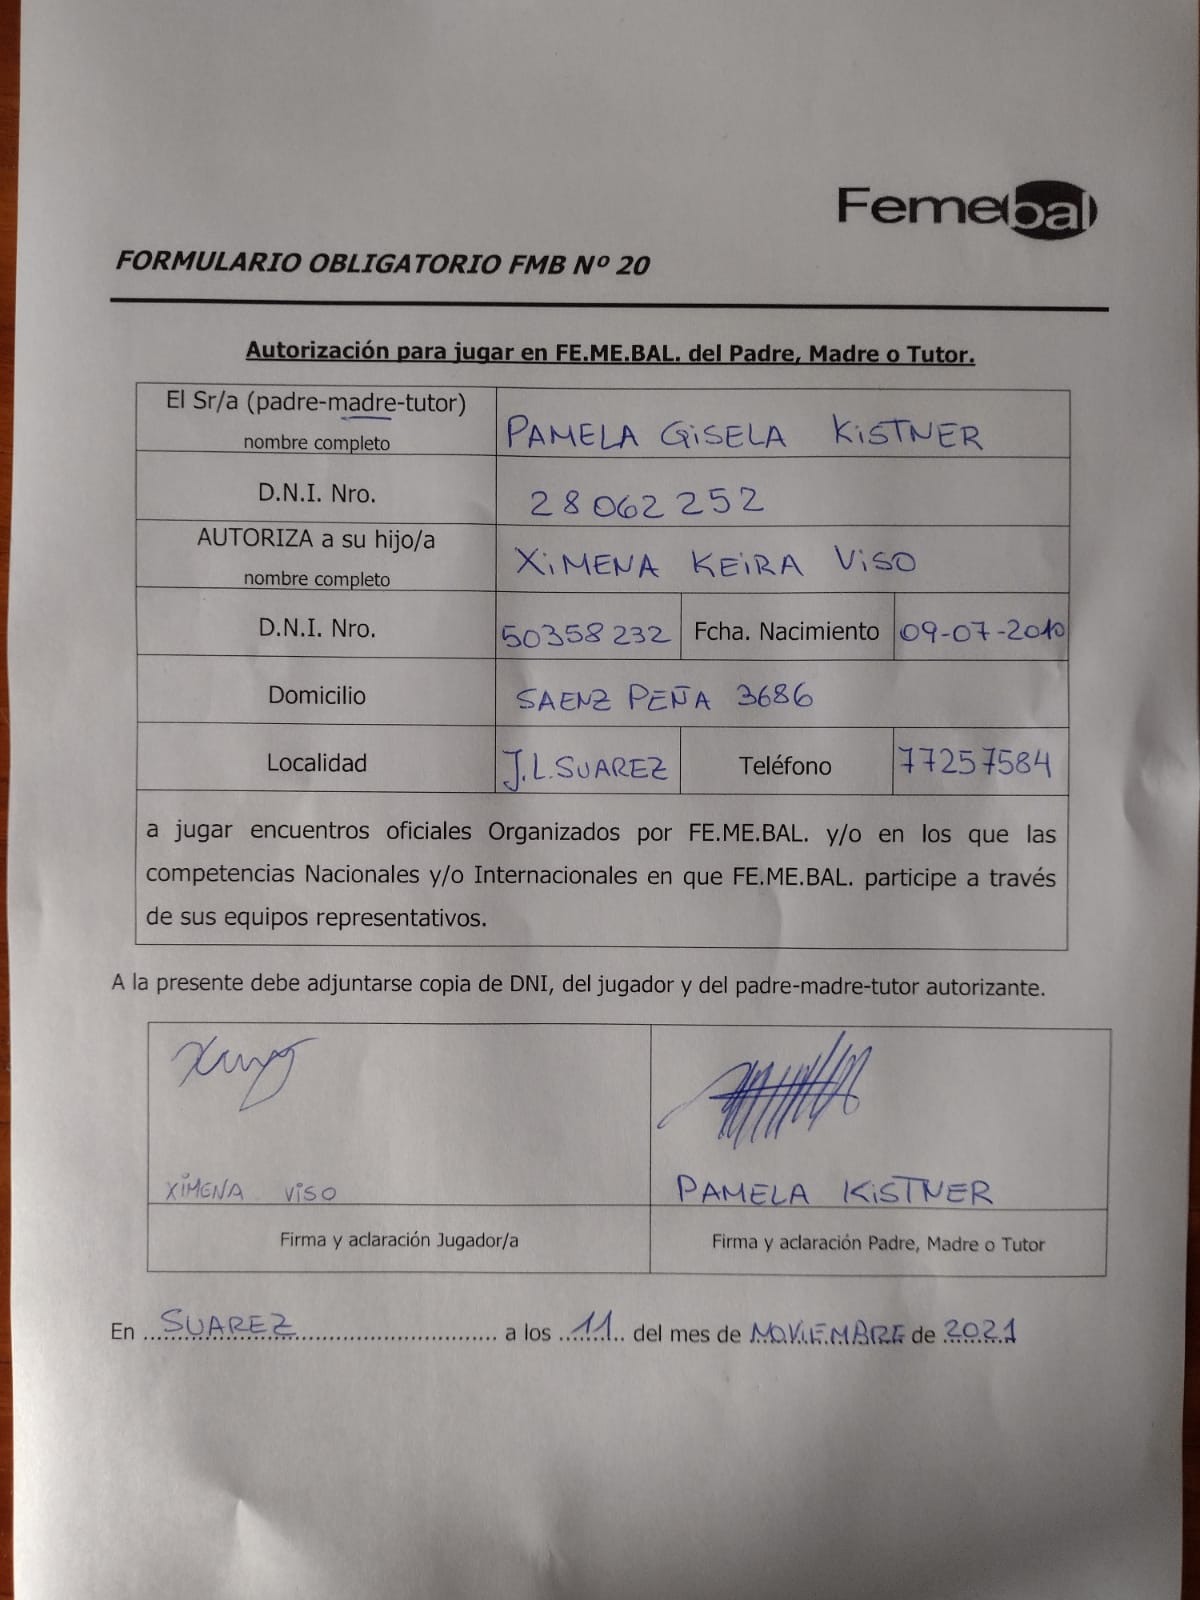 Femebal
FORMULARIO OBLIGATORIO FMB Nº 20
Autorización para jugar en FE.ME.BAL. del Padre, Madre o Tutor.
El Sr/a (padre-madre-tutor)
nombre completo
PAMELA GISELA KISTNER
D.N.I. Nro.
28062252
AUTORIZA a su hijo/a
nombre completo
XIMENA KEIRA VISO
D.N.I. Nro.
50358232
Fcha. Nacimiento
09-07-2010
Domicilio
SAENZ PEÑA 3686
Localidad
J.L.SUAREZ
Teléfono
77257584
a jugar encuentros oficiales Organizados por FE.ME.BAL. y/o en los que las
competencias Nacionales y/o Internacionales en que FE.ME.BAL. participe a través
de sus equipos representativos.
A la presente debe adjuntarse copia de DNI, del jugador y del padre-madre-tutor autorizante.
XIMENA VISO
PAMELA KISTNER
Firma y aclaración Jugador/a
Firma y aclaración Padre, Madre o Tutor
En SUAREZ a los 11 del mes de NOVIEMBRE de 2021